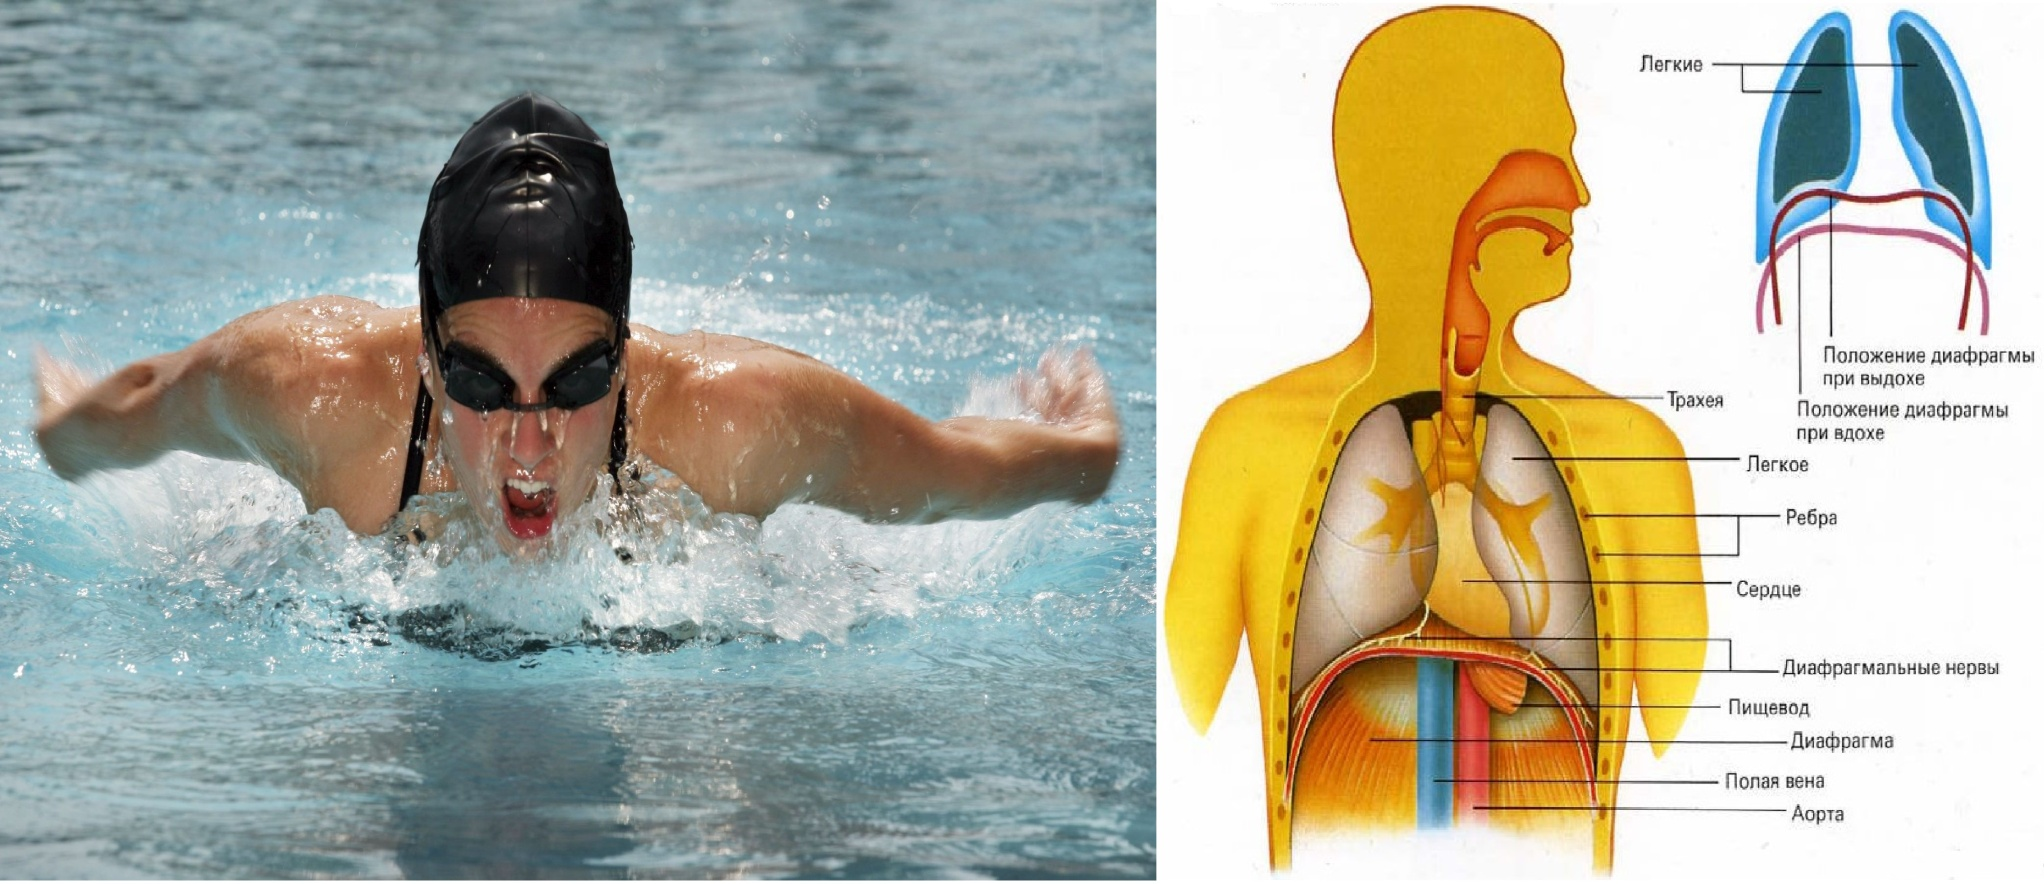 Легкие
Положение диафрагмы
при выдохе
Положение диафрагмы
при вдохе
Трахея
Легкое
Ребра
Сердце
Диафрагмальные нервы
Пищевод
Диафрагма
Полая вена
Аорта